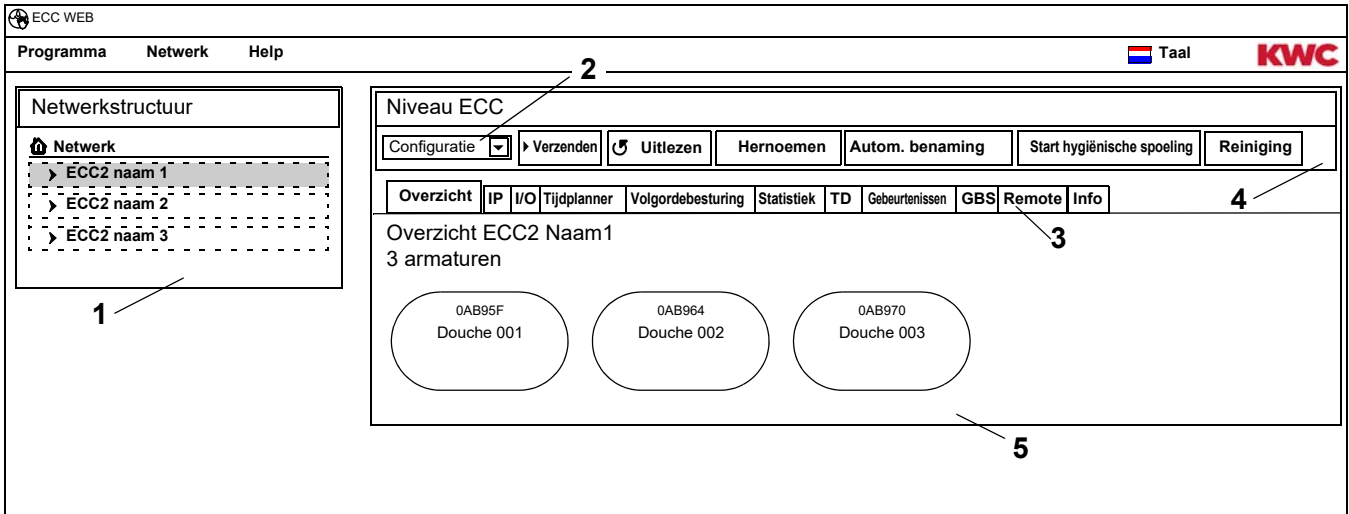 ECC WEB
Programma Netwerk Help Taal KWC
2
Netwerkstructuur
Netwerk
ECC2 naam 1
ECC2 naam 2
ECC2 naam 3
1
Niveau ECC
Configuratie Verzenden Uitlezen Hernoemen Autom. benaming Start hygiënische spoeling Reiniging
4
Overzicht IP I/O Tijdplanner Volgordebesturing Statistiek TD Gebeurtenissen GBS Remote Info
3
Overzicht ECC2 Naam1
3 armaturen
0AB95F
Douche 001
0AB964
Douche 002
0AB970
Douche 003
5